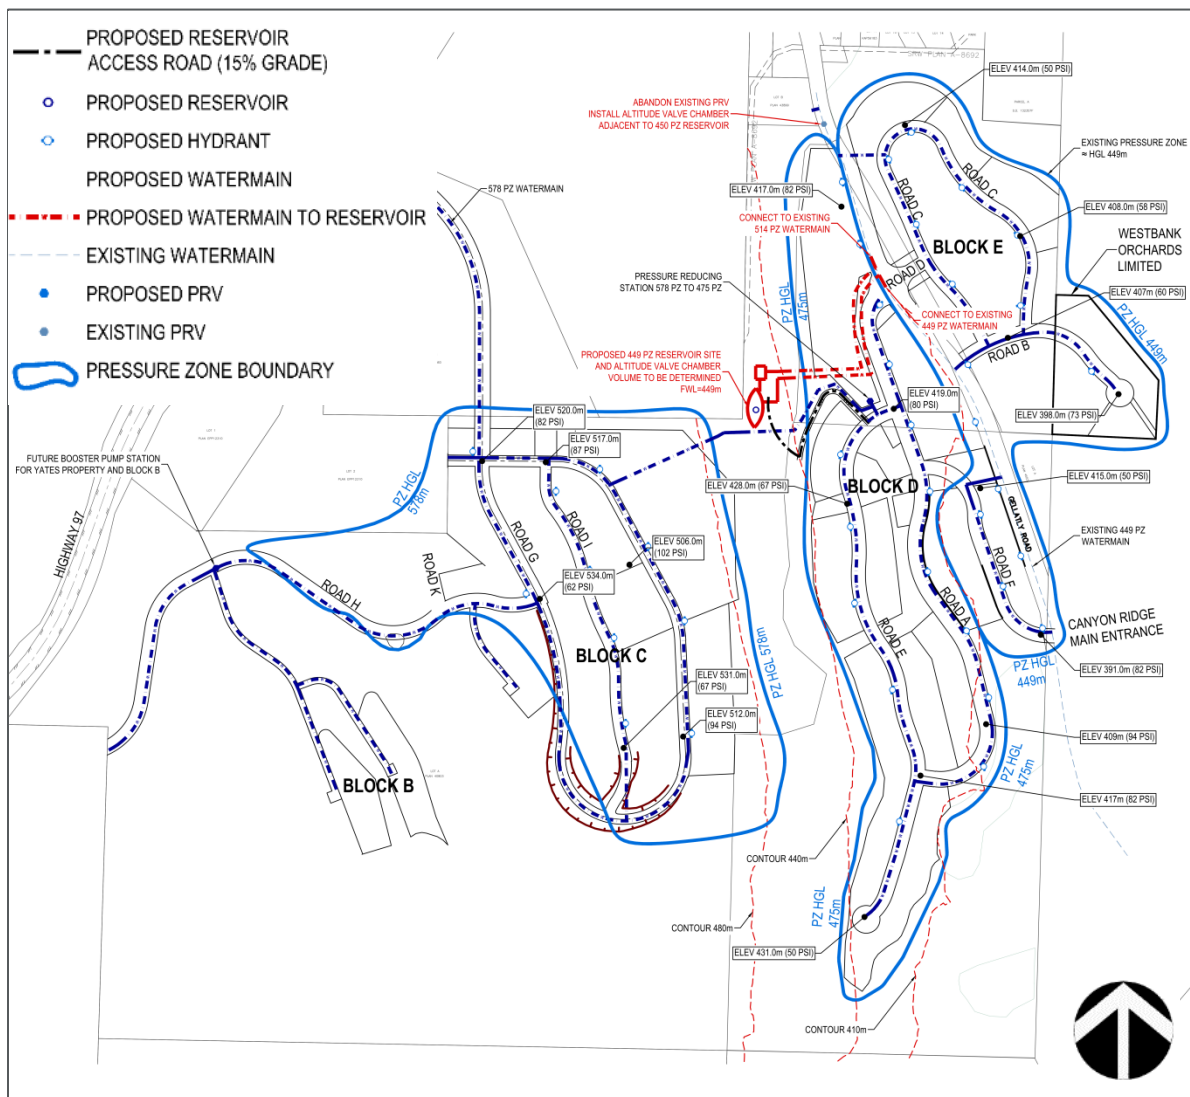 PROPOSED RESERVOIR
ACCESS ROAD (15% GRADE)
PROPOSED RESERVOIR
PROPOSED HYDRANT
PROPOSED WATERMAIN
PROPOSED WATERMAIN TO RESERVOIR
EXISTING WATERMAIN
PROPOSED PRV
EXISTING PRV
PRESSURE ZONE BOUNDARY
ABANDON EXISTING PRV
INSTALL ALTITUDE VALVE CHAMBER
ADJACENT TO 450 PZ RESERVOIR
ELEV 414.0m (50 PSI)
EXISTING PRESSURE ZONE
≈ HGL 449m
578 PZ WATERMAIN
ELEV 417.0m (82 PSI)
CONNECT TO EXISTING
514 PZ WATERMAIN
ROAD C
ROAD C
ELEV 408.0m (58 PSI)
BLOCK E
WESTBANK
ORCHARDS
LIMITED
PRESSURE REDUCING
STATION 578 PZ TO 475 PZ
PZ HGL
475m
ROAD D
ELEV 407m (60 PSI)
CONNECT TO EXISTING
449 PZ WATERMAIN
PZ HGL 449m
ROAD B
PROPOSED 449 PZ RESERVOIR SITE
AND ALTITUDE VALVE CHAMBER
VOLUME TO BE DETERMINED
FWL=449m
ELEV 419.0m
(80 PSI)
ELEV 398.0m (73 PSI)
ELEV 520.0m
(82 PSI)
ELEV 517.0m
(87 PSI)
FUTURE BOOSTER PUMP STATION
FOR YATES PROPERTY AND BLOCK B
PZ HGL
578m
ELEV 428.0m (67 PSI)
BLOCK D
ELEV 415.0m (50 PSI)
GELLATLY ROAD
EXISTING 449 PZ
WATERMAIN
HIGHWAY 97
ROAD G
ROAD I
ELEV 506.0m
(102 PSI)
ROAD H
ROAD K
ELEV 534.0m
(62 PSI)
ROAD F
ROAD A
ROAD E
CANYON RIDGE
MAIN ENTRANCE
BLOCK C
PZ HGL 578m
PZ HGL
449m
ELEV 391.0m (82 PSI)
ELEV 531.0m
(67 PSI)
ELEV 512.0m
(94 PSI)
ELEV 409m (94 PSI)
BLOCK B
PZ HGL
475m
ELEV 417m (82 PSI)
CONTOUR 440m
PZ HGL
475m
CONTOUR 480m
ELEV 431.0m (50 PSI)
CONTOUR 410m